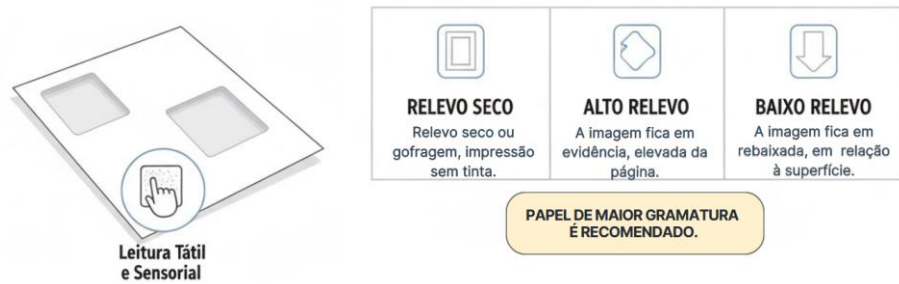 Leitura Tátil
e Sensorial
RELEVO SECO
Relevo seco ou
gofragem, impressão
sem tinta.
ALTO RELEVO
A imagem fica em
evidência, elevada da
página.
BAIXO RELEVO
A imagem fica em
rebaixada, em relação
à superfície.
PAPEL DE MAIOR GRAMATURA
É RECOMENDADO.